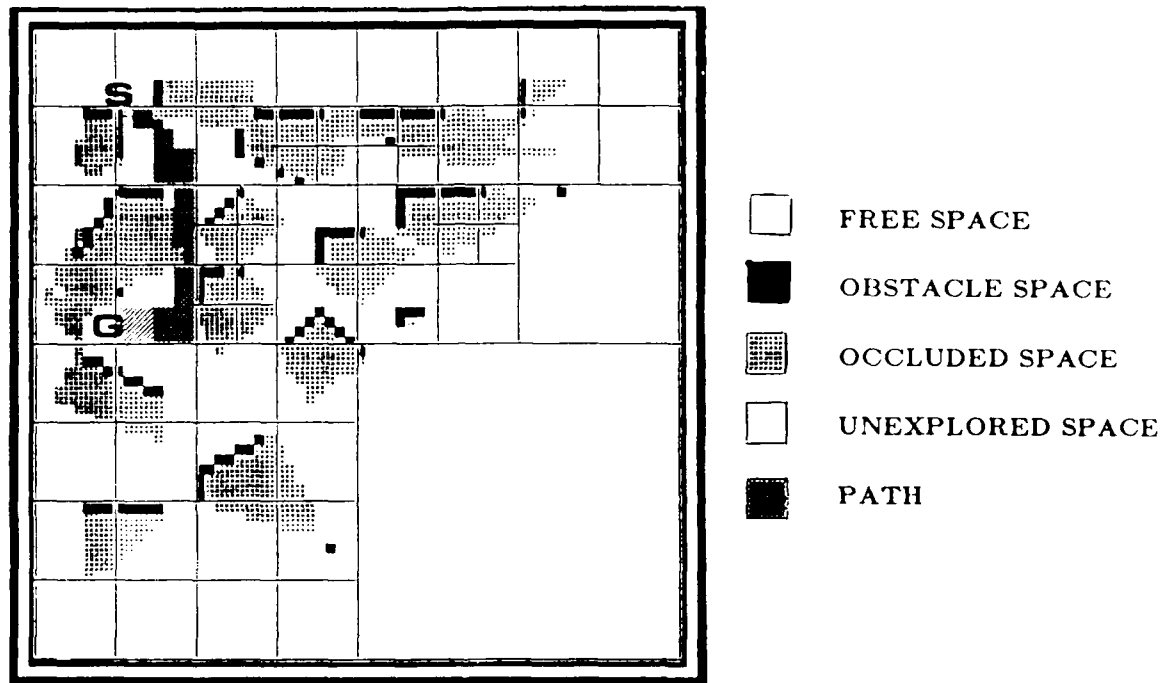 S
G
FREE SPACE
OBSTACLE SPACE
OCCLUDED SPACE
UNEXPLORED SPACE
PATH